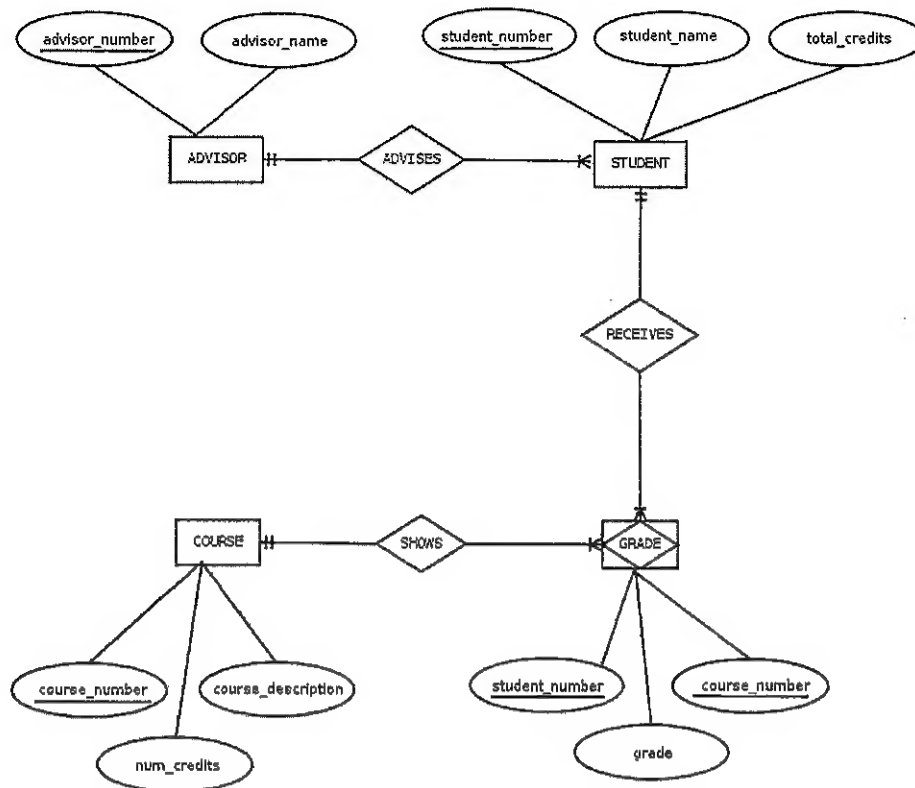 advisor_number
advisor_name
student_number
student_name
total_credits
ADVISOR
ADVISES
STUDENT
RECEIVES
COURSE
SHOWS
GRADE
course_number
course_description
student_number
course_number
num_credits
grade